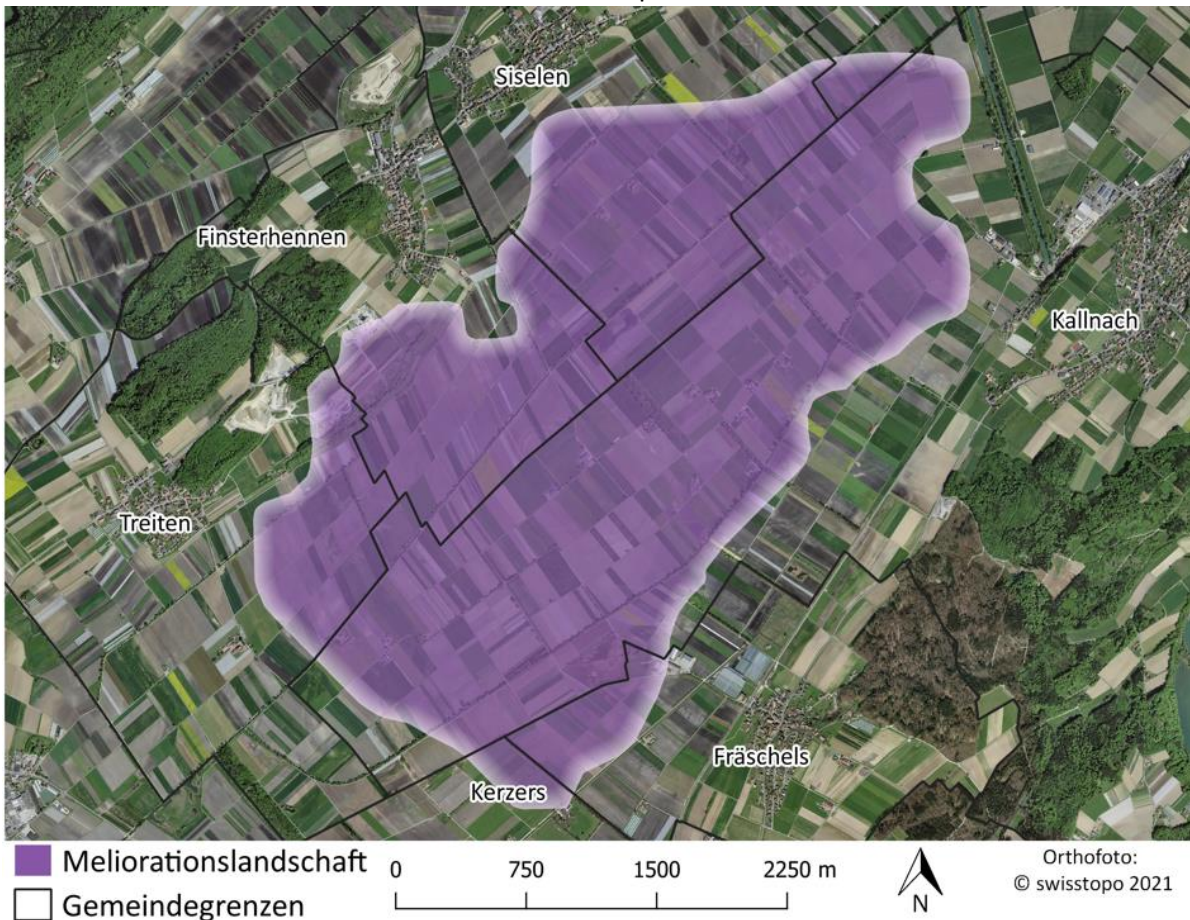 Siselen
Finsterhennen
Kallnach
Treiten
Fräschels
Kerzers
Meliorationslandschaft
Gemeindegrenzen
0 750 1500 2250 m
N
Orthofoto:
© swisstopo 2021